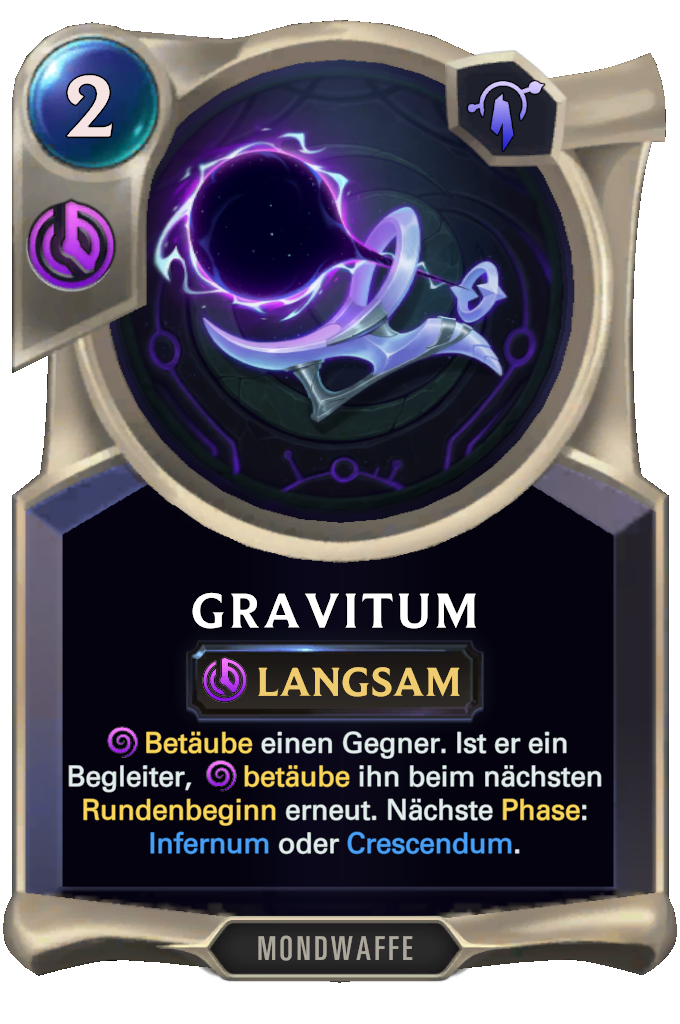 2
GRAVITUM
LANGSAM
Betäube einen Gegner. Ist er ein
Begleiter, betäube ihn beim nächsten
Rundenbeginn erneut. Nächste Phase:
Infernum oder Crescendum.
MONDWAFFE